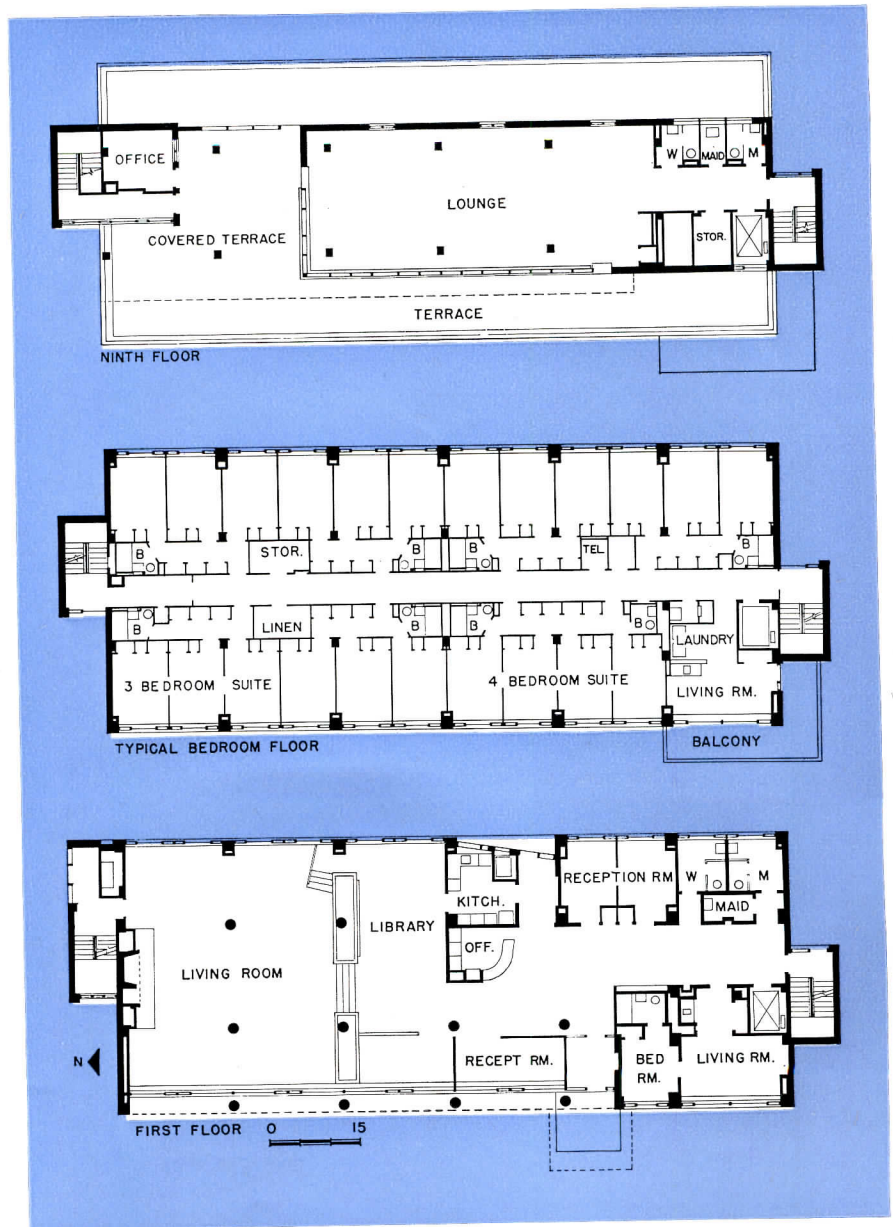 OFFICE
W
MAID
M
LOUNGE
COVERED TERRACE
STOR.
TERRACE
NINTH FLOOR
B
STOR.
B
B
TEL.
B
B
LINEN
B
B
B
LAUNDRY
3 BEDROOM SUITE
4 BEDROOM SUITE
LIVING RM.
TYPICAL BEDROOM FLOOR
BALCONY
KITCH.
RECEPTION RM
W
M
MAID
LIBRARY
OFF.
LIVING ROOM
N
RECEPT RM.
BED RM.
LIVING RM.
FIRST FLOOR
0 15